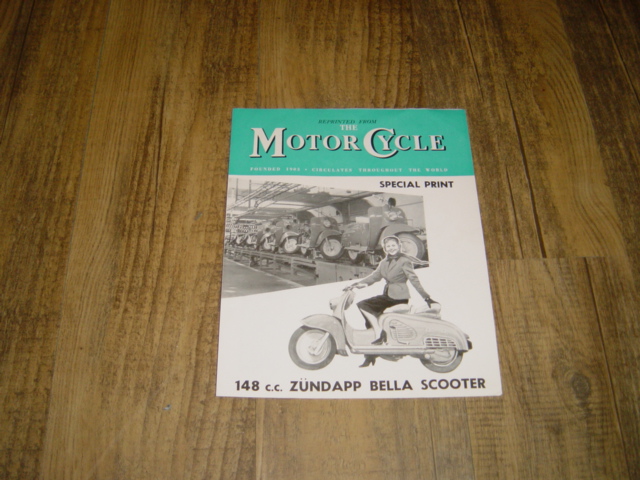 REPRINTED FROM
THE
MOTOR CYCLE
FOUNDED 1903 • CIRCULATES THROUGHOUT THE WORLD
SPECIAL PRINT
148 c.c. ZÜNDAPP BELLA SCOOTER